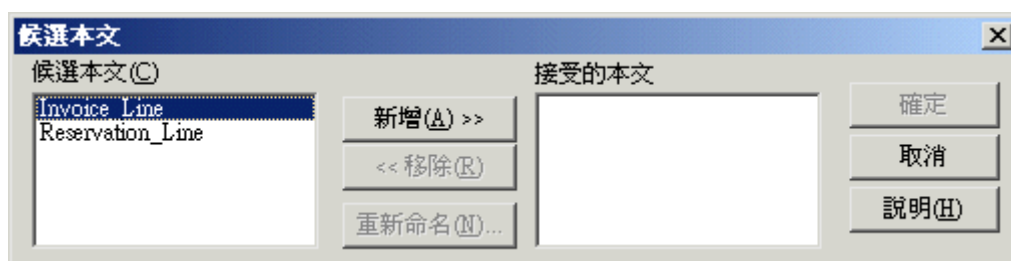 候選本文
候選本文(C)
Invoice_Line
Reservation_Line
新增(A) >>
<< 移除(R)
重新命名(N)...
接受的本文
確定
取消
說明(H)